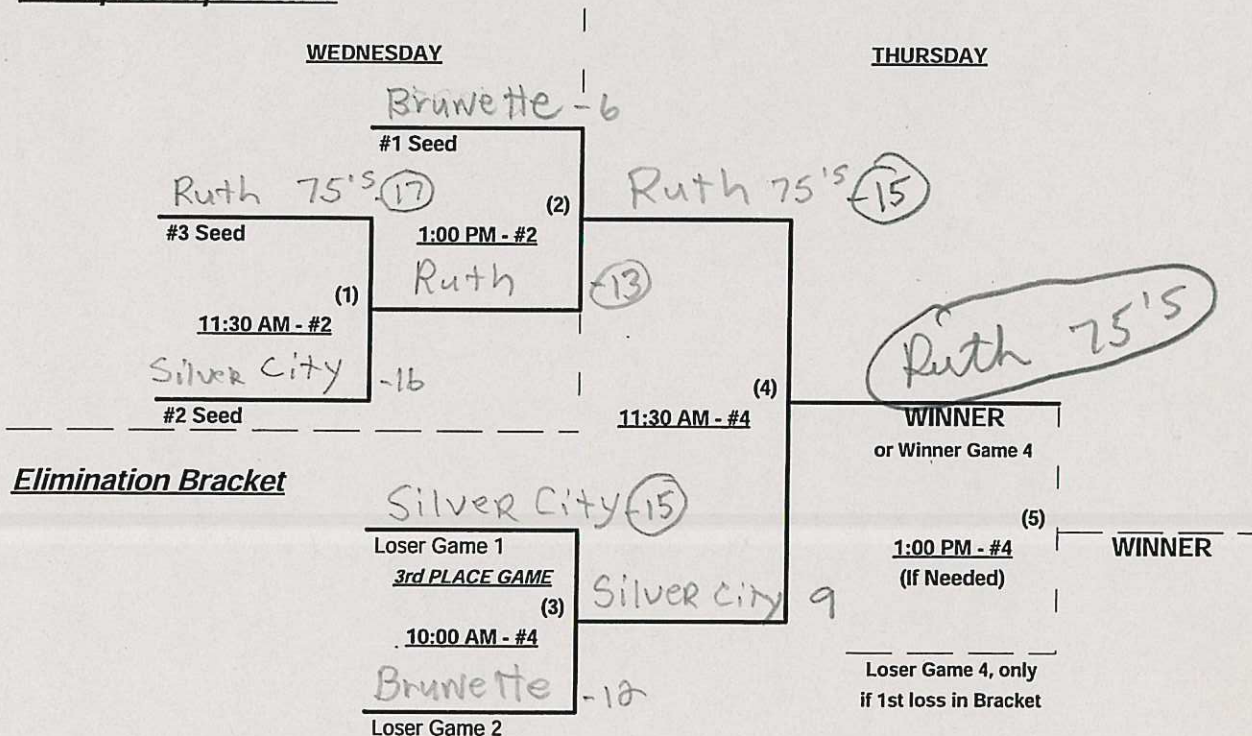 WEDNESDAY
THURSDAY
Brunette - 6
#1 Seed
Ruth 75's - 17
#3 Seed
(2)
1:00 PM - #2
Ruth 75's - 15
(1)
11:30 AM - #2
Ruth - 13
Silver City - 16
#2 Seed
(4)
11:30 AM - #4
Ruth 75's
WINNER
or Winner Game 4
Elimination Bracket
Silver City - 15
Loser Game 1
3rd PLACE GAME
(3)
10:00 AM - #4
Silver City 9
Brunette - 12
Loser Game 2
(5)
1:00 PM - #4
(If Needed)
WINNER
Loser Game 4, only
if 1st loss in Bracket